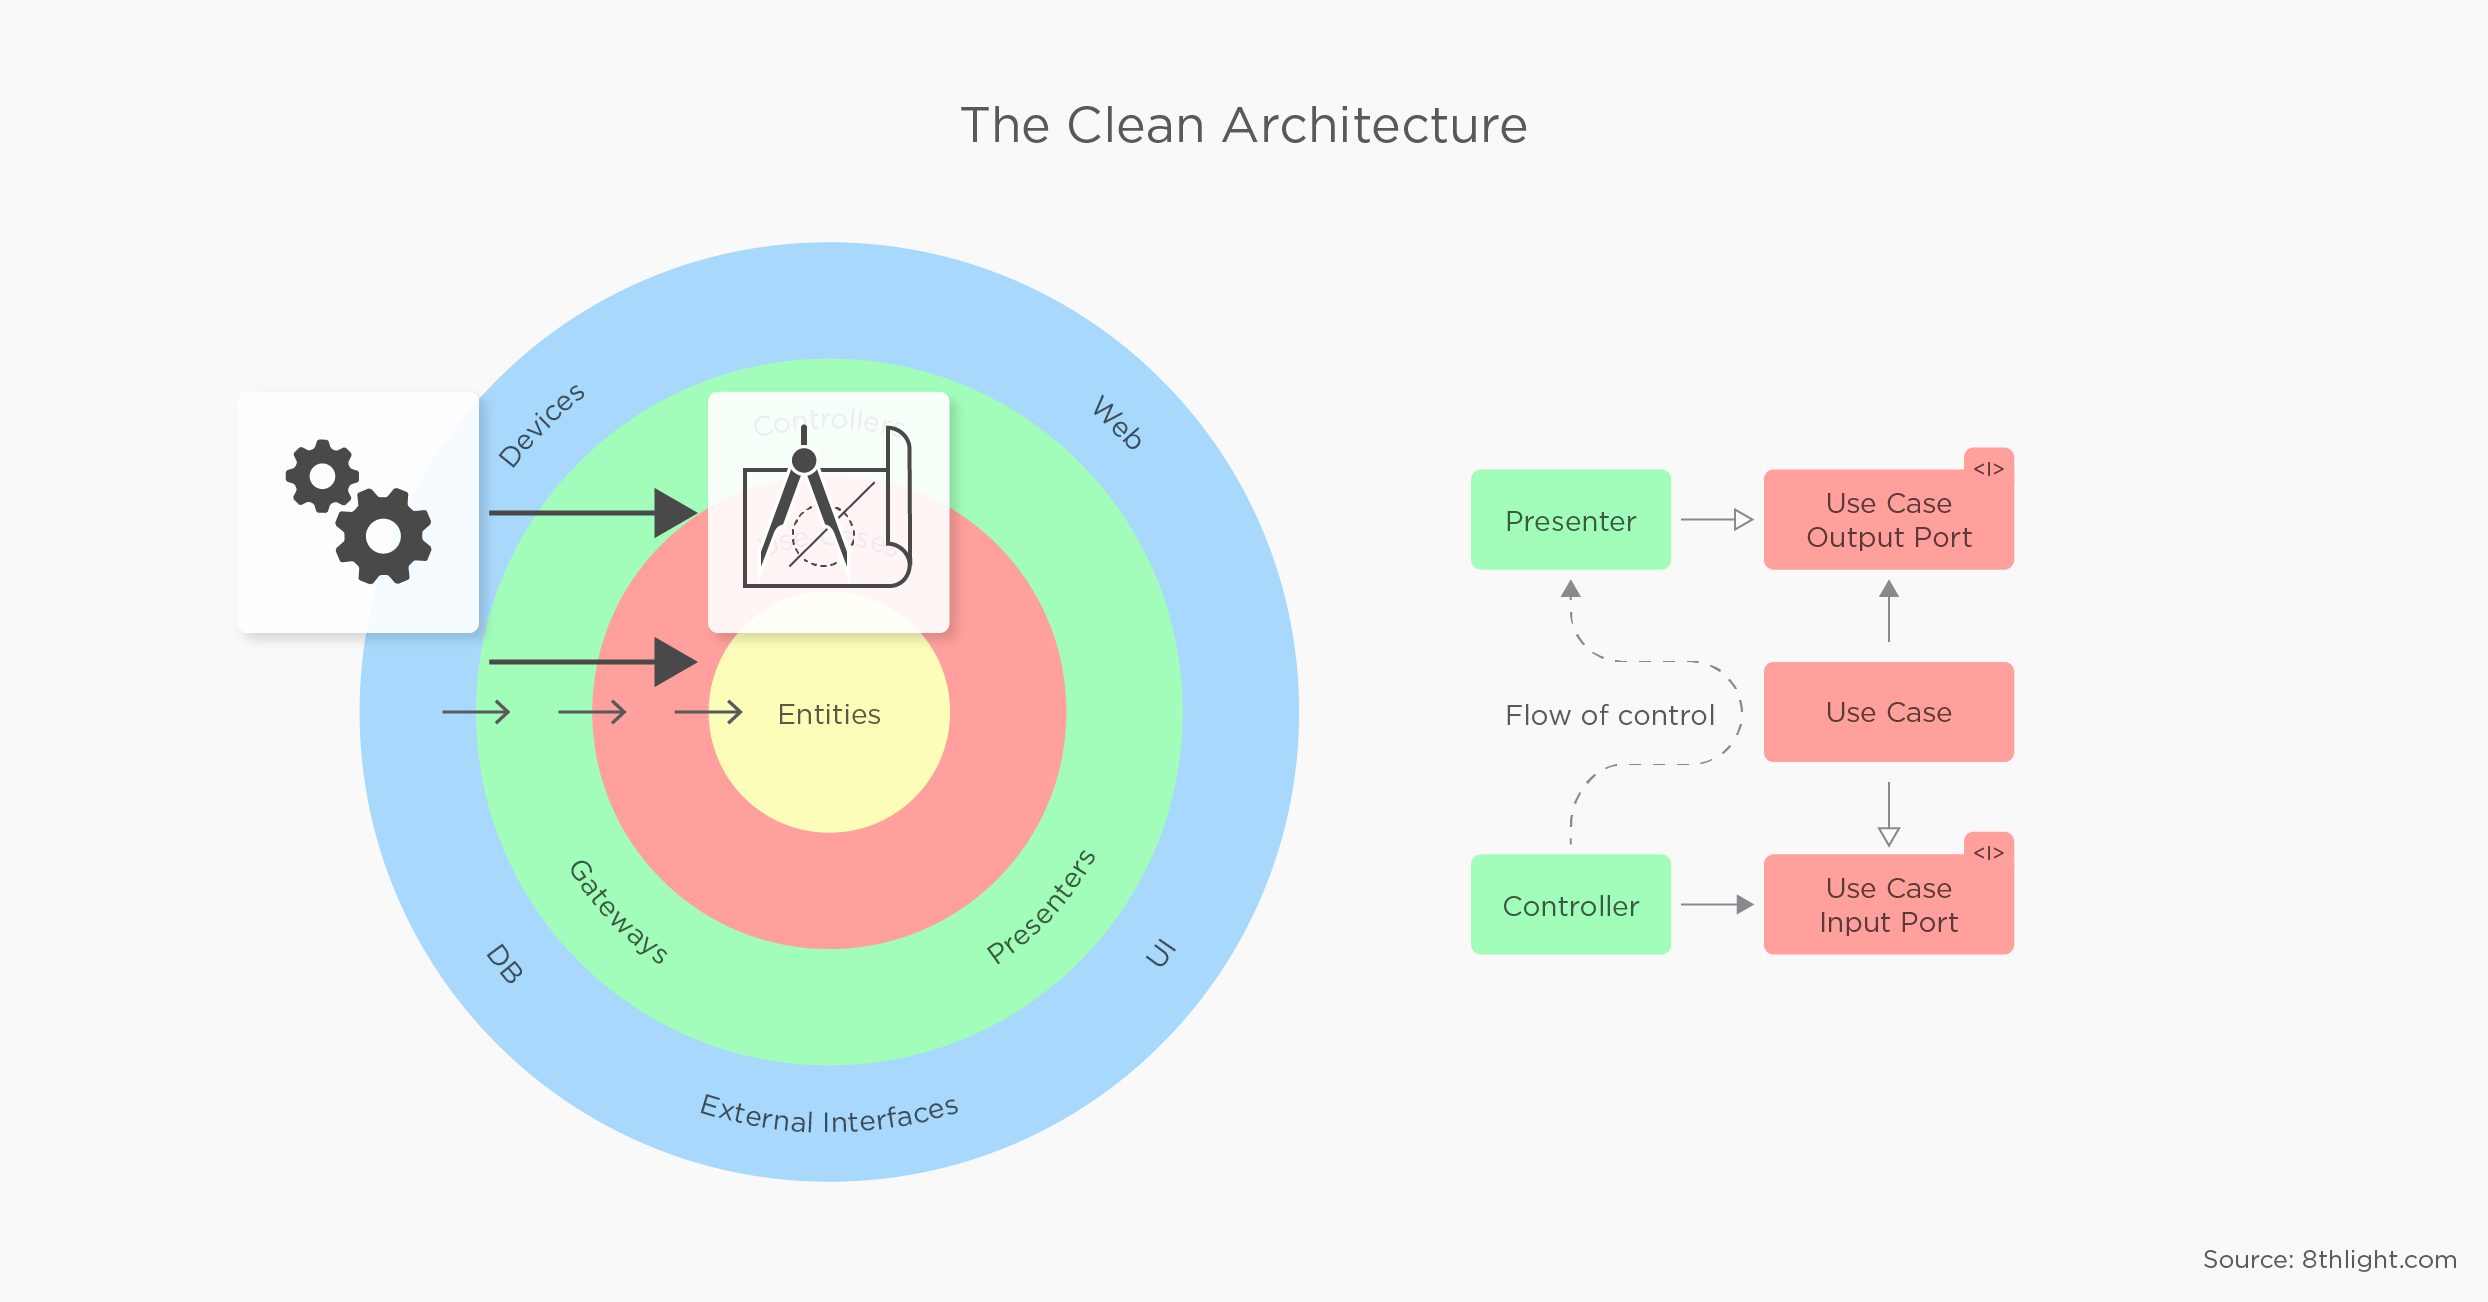 The Clean Architecture
Devices
Web
Controllers
Use Cases
Entities
Gateways
Presenters
DB
UI
External Interfaces
Presenter
<I>
Use Case
Output Port
Flow of control
Use Case
Controller
<I>
Use Case
Input Port
Source: 8thlight.com